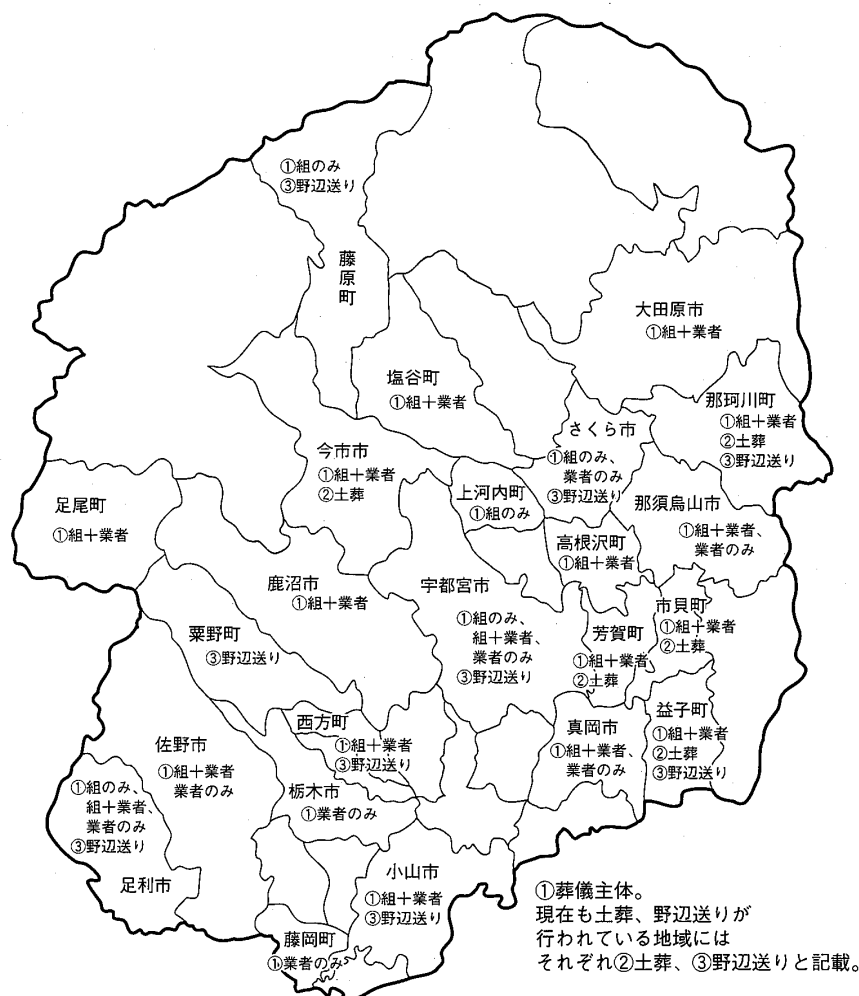 ①組のみ
③野辺送り
藤原町
大田原市
①組＋業者
塩谷町
①組＋業者
那珂川町
①組＋業者
②土葬
③野辺送り
さくら市
①組のみ、
業者のみ
③野辺送り
今市市
①組＋業者
②土葬
上河内町
①組のみ
那須烏山市
①組＋業者、
業者のみ
足尾町
①組＋業者
高根沢町
①組＋業者
鹿沼市
①組＋業者
宇都宮市
①組のみ、
組＋業者、
業者のみ
③野辺送り
市貝町
①組＋業者
②土葬
芳賀町
①組＋業者
②土葬
粟野町
③野辺送り
西方町
①組＋業者
③野辺送り
真岡市
①組＋業者、
業者のみ
益子町
①組＋業者
②土葬
③野辺送り
佐野市
①組＋業者
業者のみ
栃木市
①業者のみ
①組のみ、
組＋業者、
業者のみ
③野辺送り
足利市
小山市
①組＋業者
③野辺送り
藤岡町
①業者のみ
①葬儀主体。
現在も土葬、野辺送りが
行われている地域には
それぞれ②土葬、③野辺送りと記載。